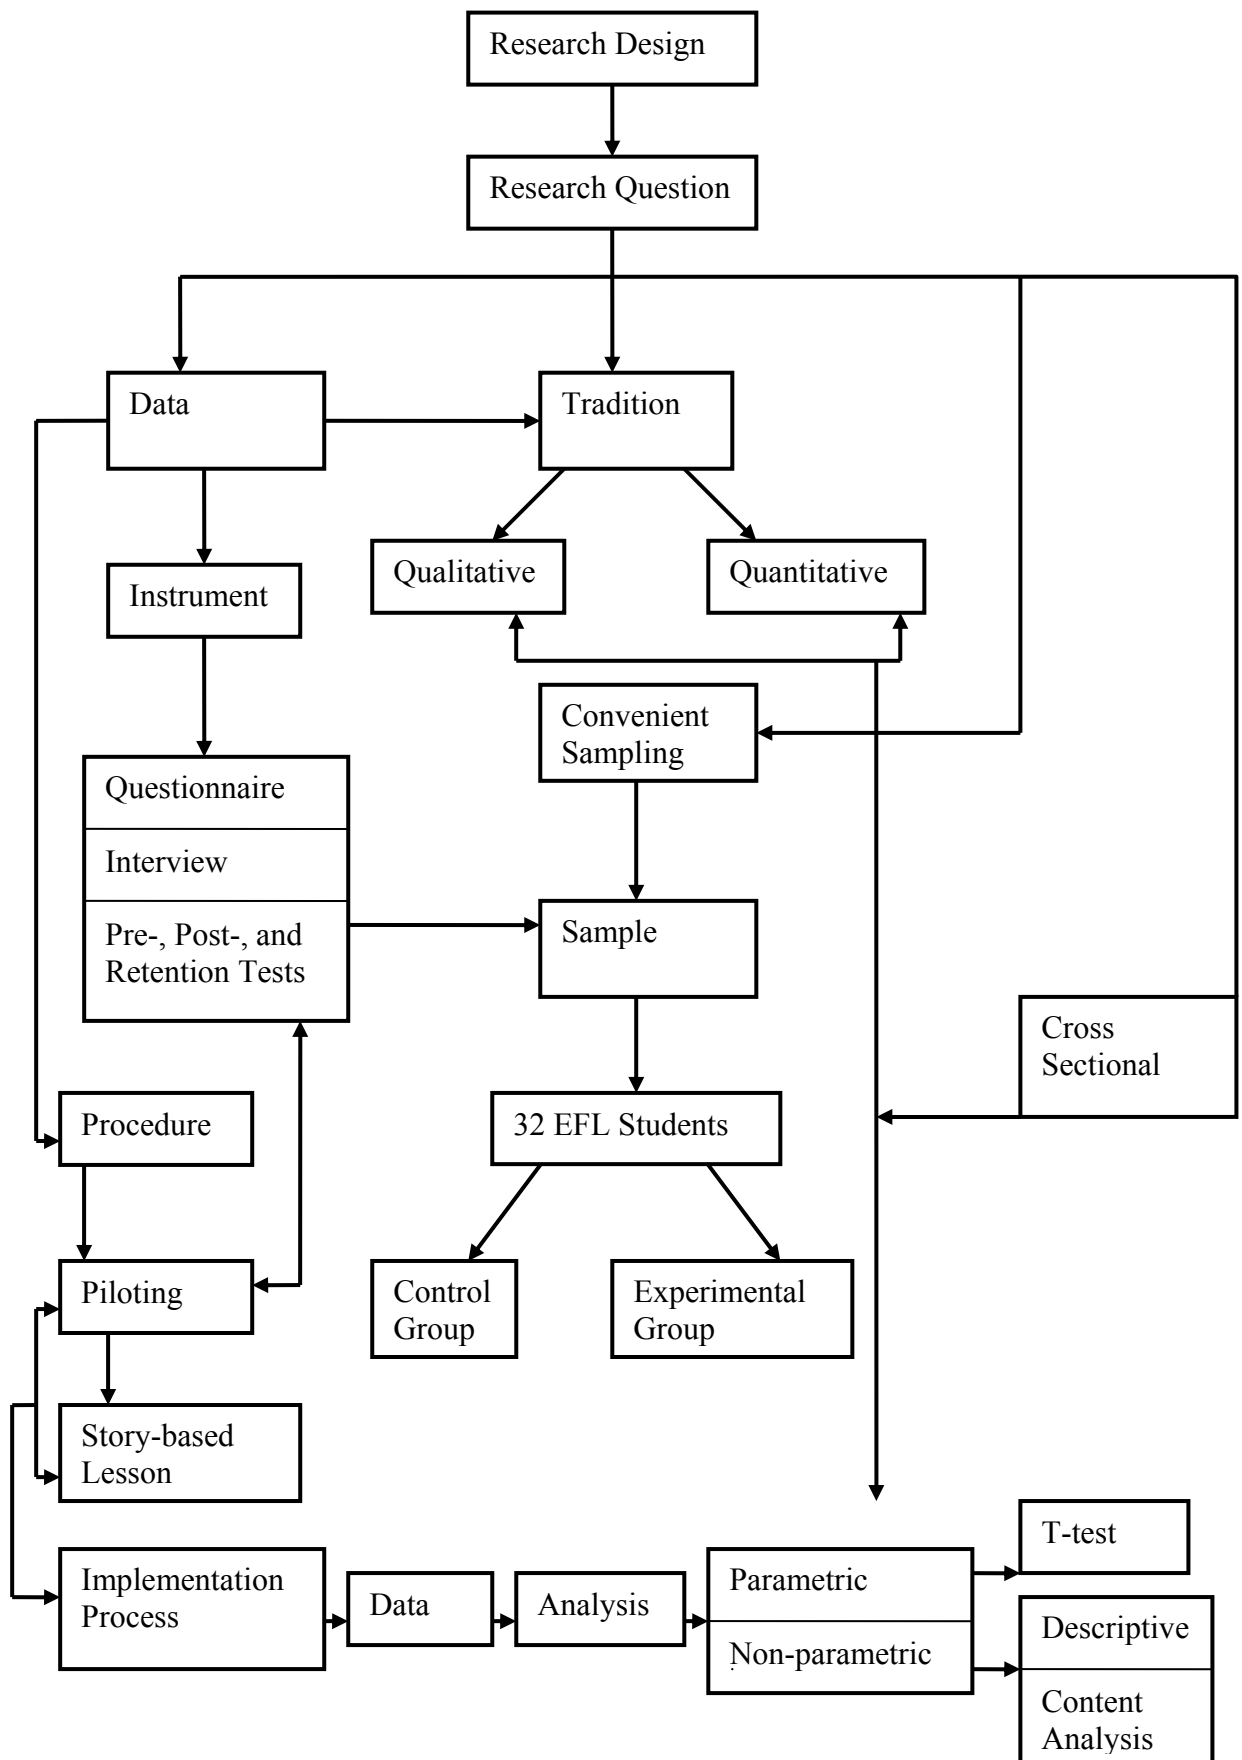 Research Design
Research Question
Data
Tradition
Qualitative
Quantitative
Instrument
Convenient
Sampling
Questionnaire
Interview
Pre-, Post-, and
Retention Tests
Sample
Cross
Sectional
Procedure
32 EFL Students
Piloting
Control
Group
Experimental
Group
Story-based
Lesson
T-test
Implementation
Process
Data
Analysis
Parametric
Non-parametric
Descriptive
Content
Analysis